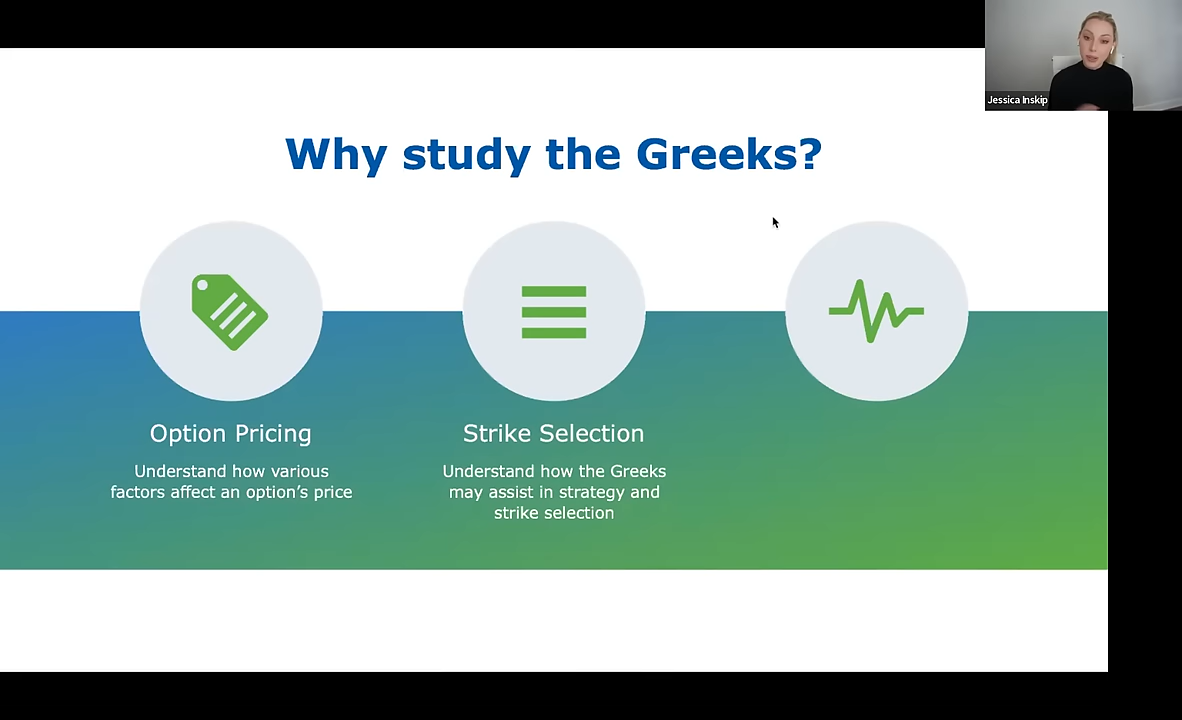 Jessica Inskip
Why study the Greeks?
Option Pricing
Understand how various
factors affect an option’s price
Strike Selection
Understand how the Greeks
may assist in strategy and
strike selection